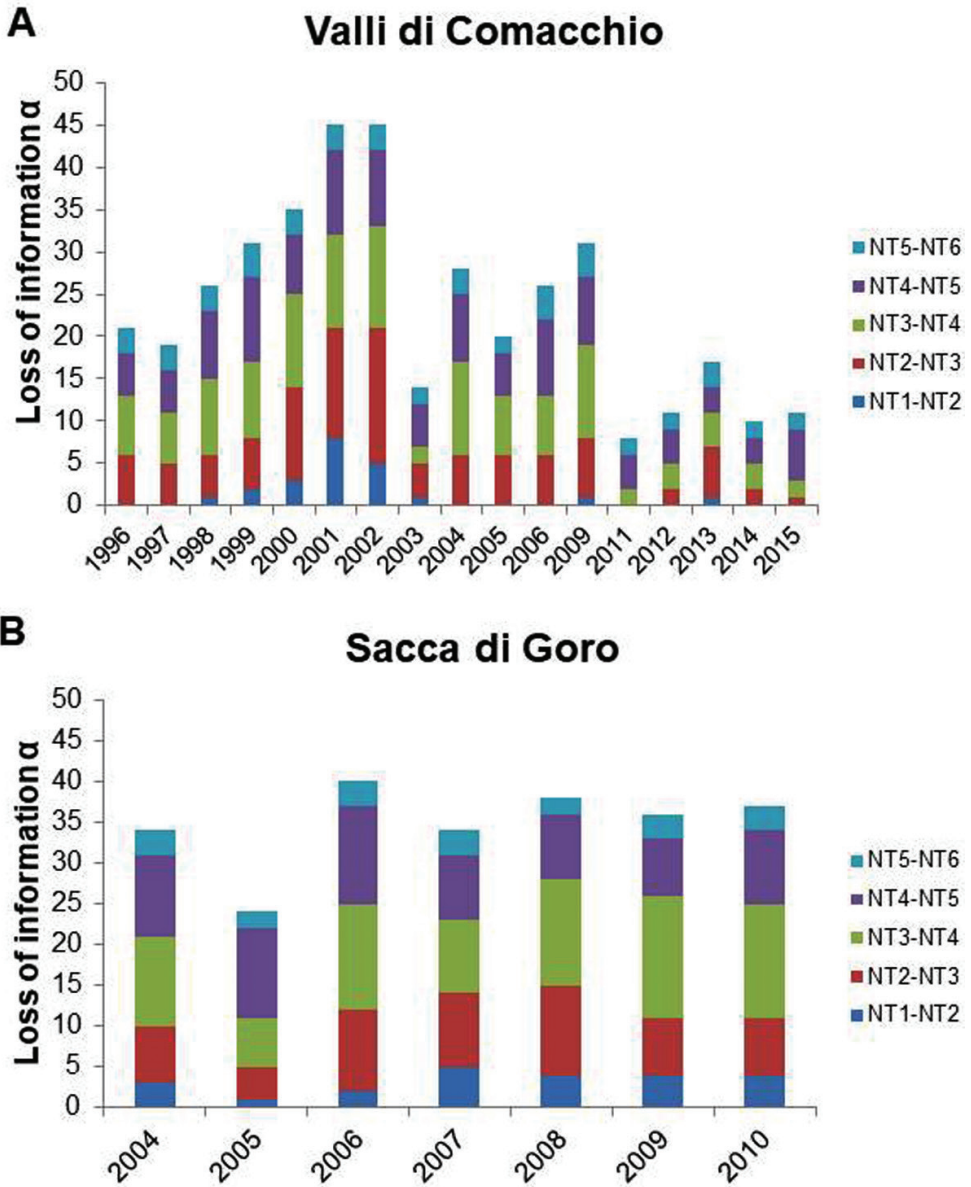 A
Valli di Comacchio
Loss of information α
50
45
40
35
30
25
20
15
10
5
0
1996
1997
1998
1999
2000
2001
2002
2003
2004
2005
2006
2009
2011
2012
2013
2014
2015
NT5-NT6
NT4-NT5
NT3-NT4
NT2-NT3
NT1-NT2
B
Sacca di Goro
Loss of information α
50
45
40
35
30
25
20
15
10
5
0
2004
2005
2006
2007
2008
2009
2010
NT5-NT6
NT4-NT5
NT3-NT4
NT2-NT3
NT1-NT2